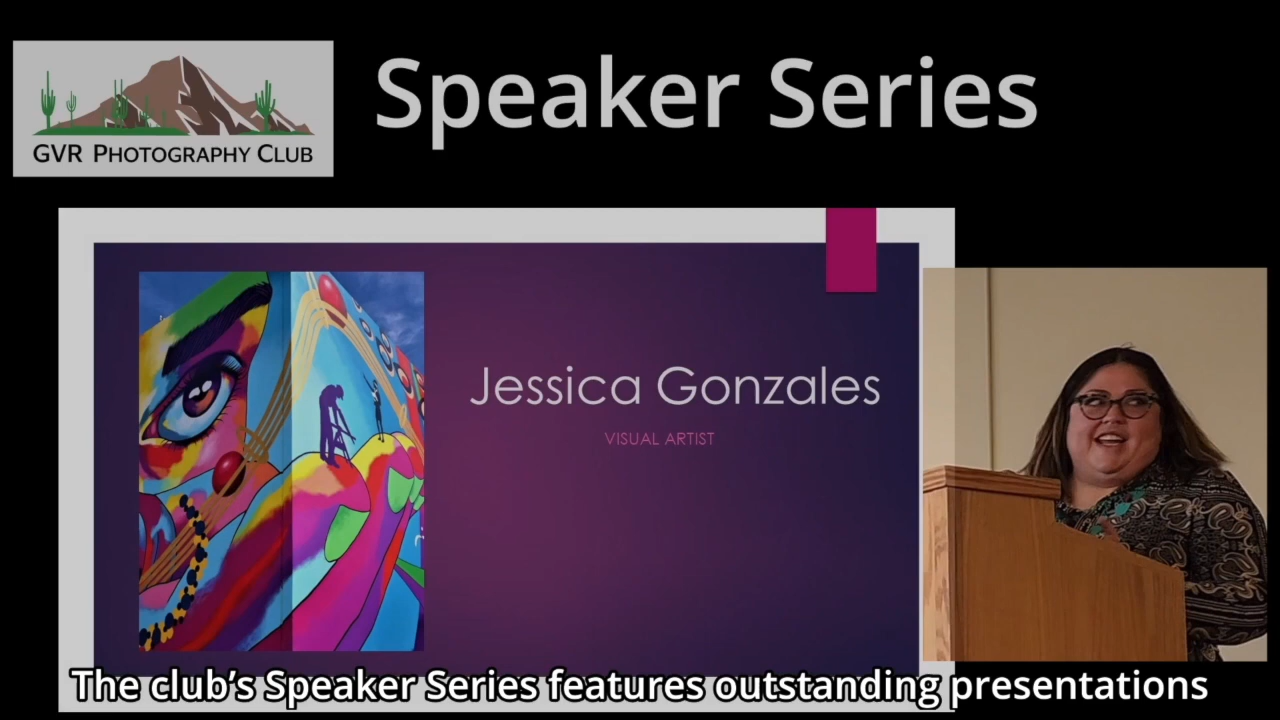 GVR PHOTOGRAPHY CLUB
Speaker Series
Jessica Gonzales
VISUAL ARTIST
The club's Speaker Series features outstanding presentations